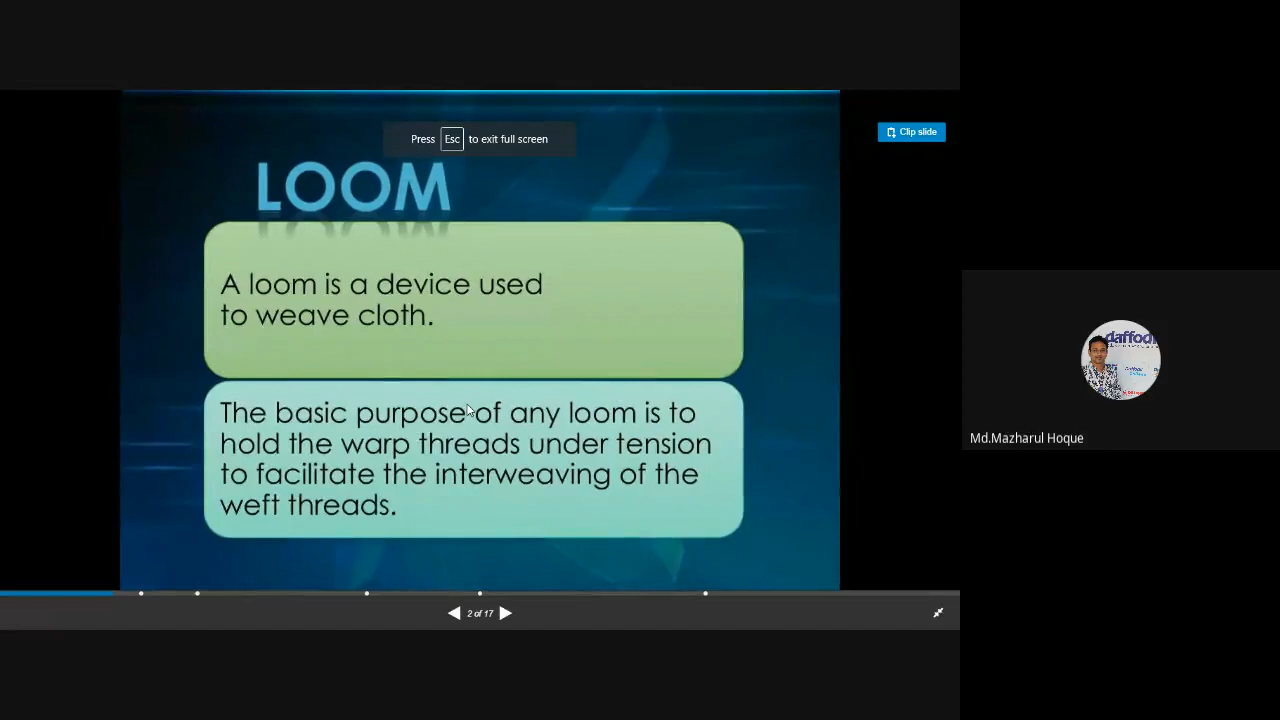 Press Esc to exit full screen
Clip slide
LOOM
A loom is a device used
to weave cloth.
The basic purpose of any loom is to
hold the warp threads under tension
to facilitate the interweaving of the
weft threads.
2 of 17
daffodil
Md.Mazharul Hoque